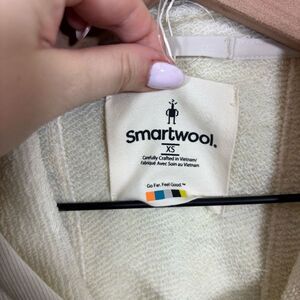 Smartwool.
XS
Carefully Crafted in Vietnam/
Fabriqué Avec Soin au Vietnam
Go Far. Feel Good.™